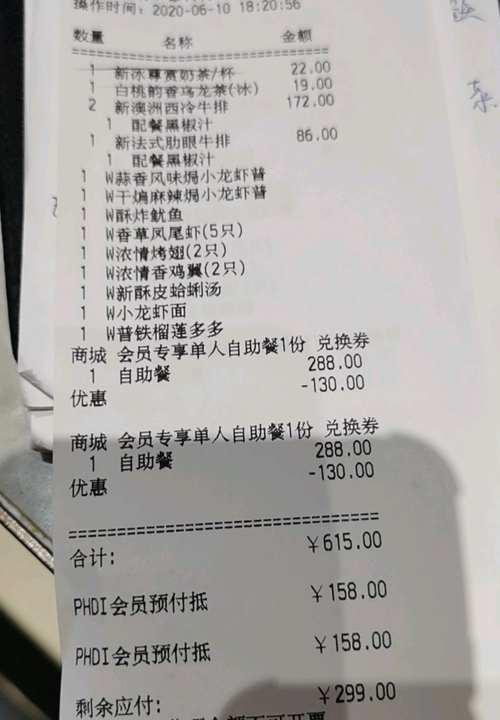 操作时间：2020-06-10 18:20:56
数量 名称 金额
==============================
1 新冰尊赏奶茶/杯 22.00
1 白桃韵香乌龙茶(冰) 19.00
2 新澳洲西冷牛排 172.00
1 配餐黑椒汁
1 新法式肋眼牛排 86.00
1 配餐黑椒汁
1 W蒜香风味焗小龙虾普
1 W干煸麻辣焗小龙虾普
1 W酥炸鱿鱼
1 W香草凤尾虾(5只)
1 W浓情烤翅(2只)
1 W浓情香鸡翼(2只)
1 W新酥皮蛤蜊汤
1 W小龙虾面
1 W普铁榴莲多多
商城 会员专享单人自助餐1份 兑换券
1 自助餐 288.00
优惠 -130.00
商城 会员专享单人自助餐1份 兑换券
1 自助餐 288.00
优惠 -130.00
================================
合计: ￥615.00
PHDI会员预付抵 ￥158.00
PHDI会员预付抵 ￥158.00
剩余应付: ￥299.00